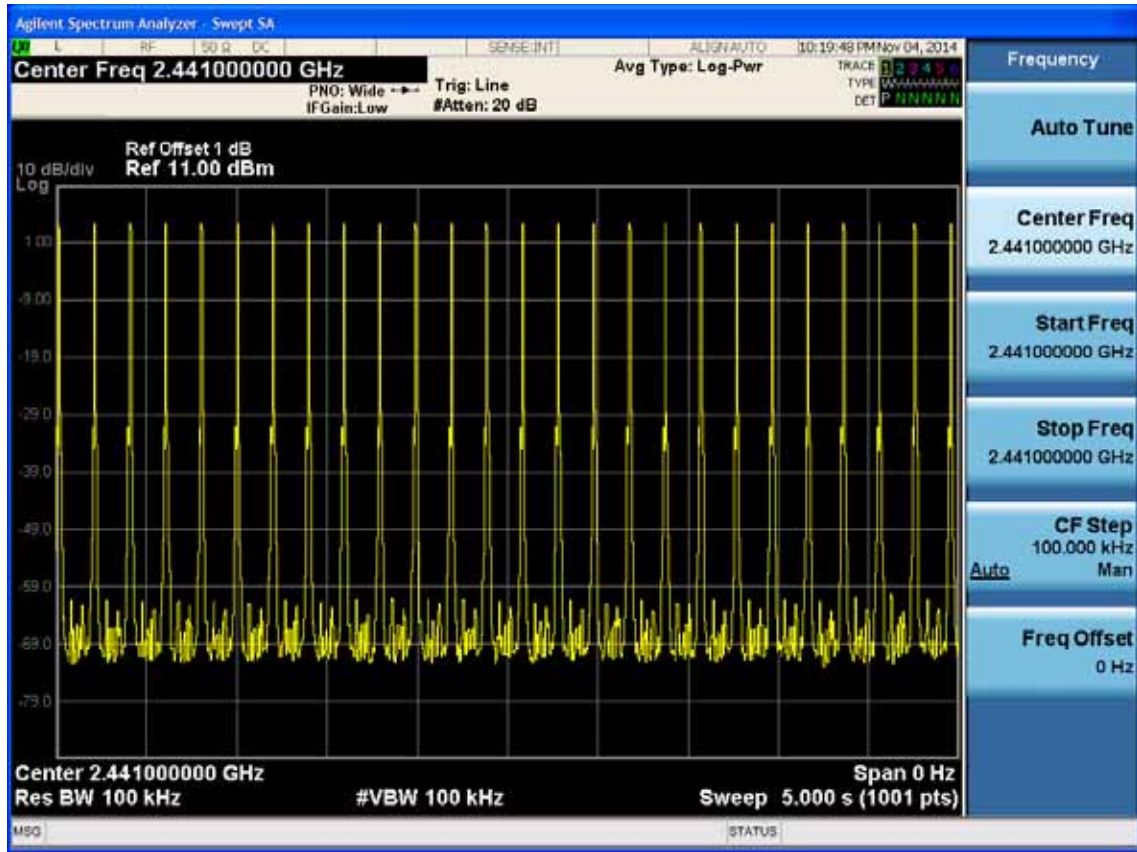 Agilent Spectrum Analyzer - Swept SA
L RF 50 Ω DC SENSE:INT ALIGN AUTO 10:19:48 PM Nov 04, 2014
Center Freq 2.441000000 GHz
PNO: Wide
IFGain:Low
Trig: Line
#Atten: 20 dB
Avg Type: Log-Pwr
TRACE 1 2 3 4 5 6
TYPE
DET P N N N N N
Ref Offset 1 dB
10 dB/div Ref 11.00 dBm
Log
1.00
-9.00
-19.0
-29.0
-39.0
-49.0
-59.0
-69.0
-79.0
Center 2.441000000 GHz Span 0 Hz
Res BW 100 kHz #VBW 100 kHz Sweep 5.000 s (1001 pts)
MSG STATUS
Frequency
Auto Tune
Center Freq
2.441000000 GHz
Start Freq
2.441000000 GHz
Stop Freq
2.441000000 GHz
CF Step
100.000 kHz
Auto Man
Freq Offset
0 Hz